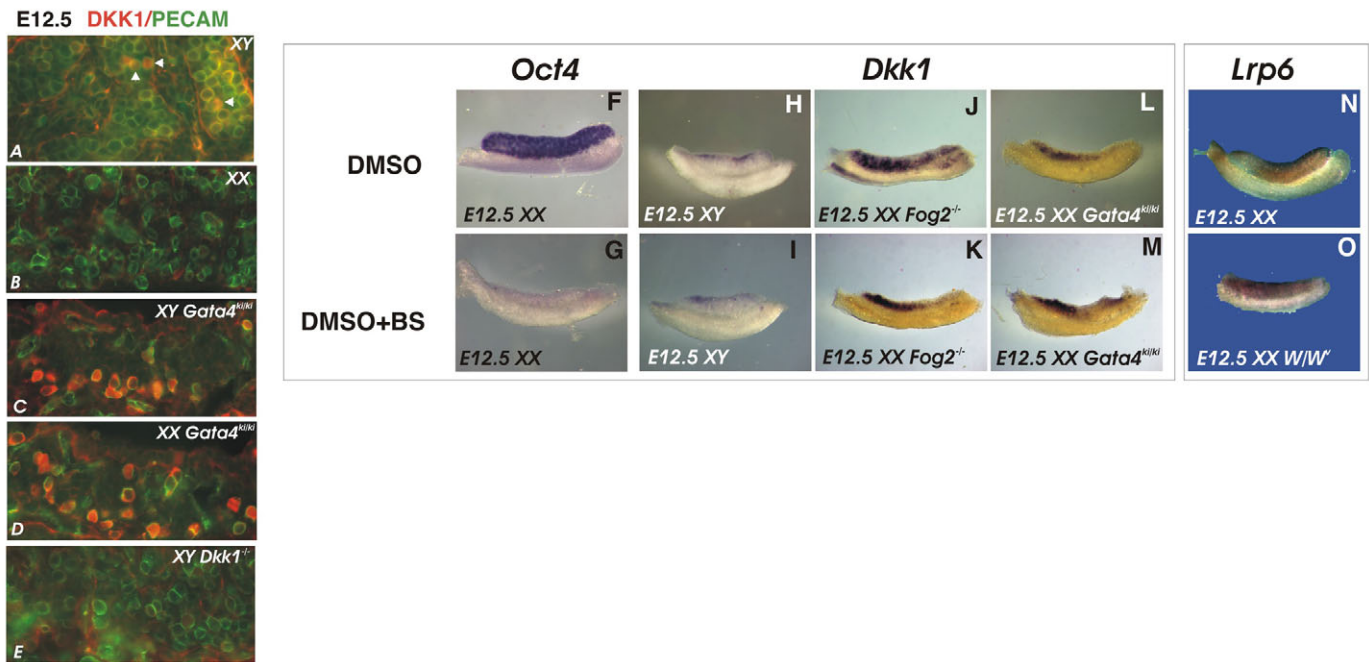 E12.5 DKK1/PECAM
XY
A
XX
B
XY Gata4ki/ki
C
XX Gata4ki/ki
D
XY Dkk1-/-
E
Oct4 Dkk1 Lrp6
DMSO
F
E12.5 XX
H
E12.5 XY
J
E12.5 XX Fog2-/-
L
E12.5 XX Gata4ki/ki
N
E12.5 XX
DMSO+BS
G
E12.5 XX
I
E12.5 XY
K
E12.5 XX Fog2-/-
M
E12.5 XX Gata4ki/ki
O
E12.5 XX W/Wv